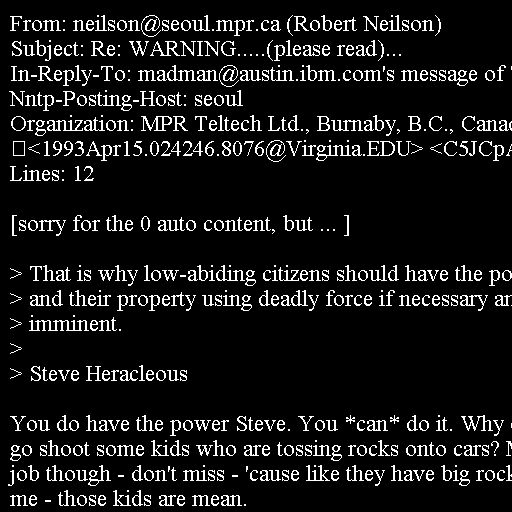 From: neilson@seoul.mpr.ca (Robert Neilson)
Subject: Re: WARNING.....(please read)...
In-Reply-To: madman@austin.ibm.com's message of
Nntp-Posting-Host: seoul
Organization: MPR Teltech Ltd., Burnaby, B.C.,
<1993Apr15.024246.8076@Virginia.EDU>
Lines: 12

[sorry for the 0 auto content, but ... ]

> That is why low-abiding citizens should have the
> and their property using deadly force if necessary
> imminent.
>
> Steve Heracleous

You do have the power Steve. You *can* do it. Why
go shoot some kids who are tossing rocks onto cars?
job though - don't miss - 'cause like they have big
me - those kids are mean.